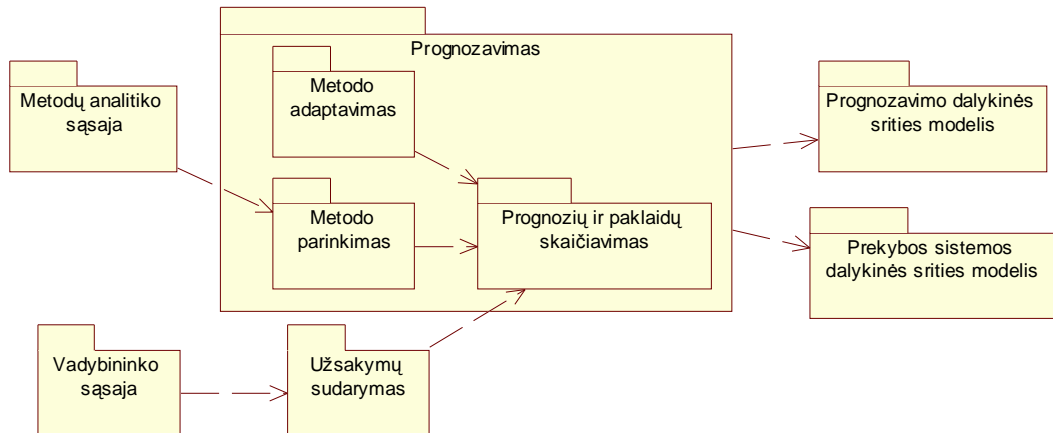 Prognozavimas
Metodų analitiko
sąsaja
Metodo
adaptavimas
Prognozavimo dalykinės
srities modelis
Metodo
parinkimas
Prognozių ir paklaidų
skaičiavimas
Prekybos sistemos
dalykinės srities modelis
Vadybininko
sąsaja
Užsakymų
sudarymas